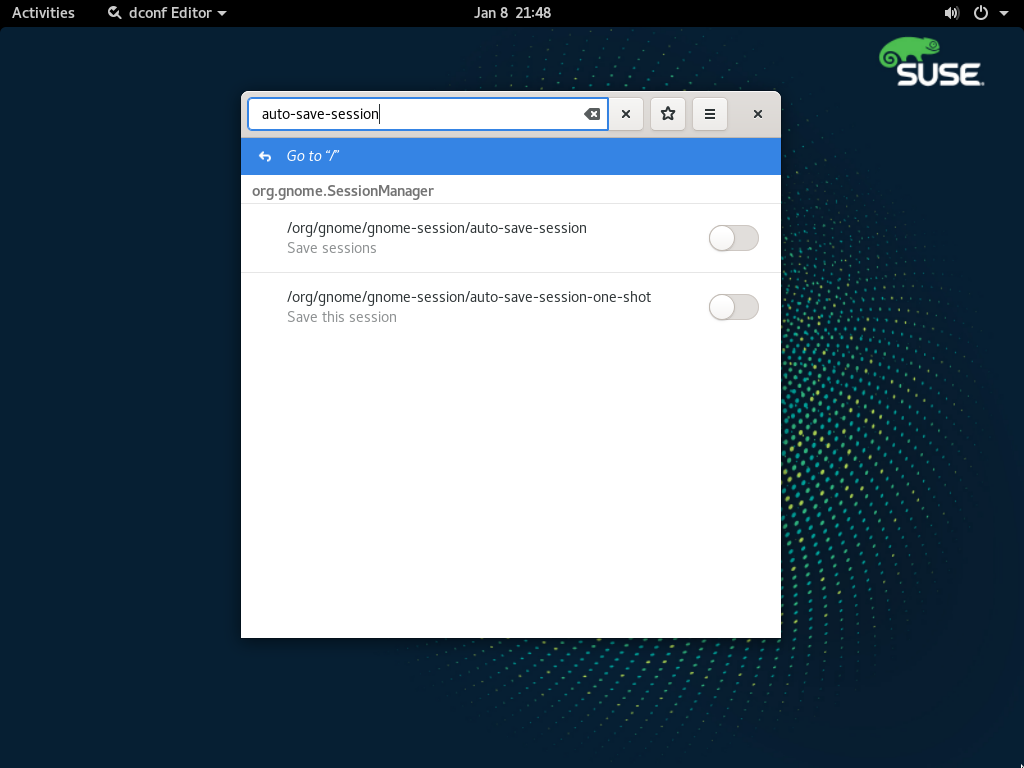 Activities dconf Editor Jan 8 21:48
SUSE
auto-save-session
Go to “/”
org.gnome.SessionManager
/org/gnome/gnome-session/auto-save-session
Save sessions
/org/gnome/gnome-session/auto-save-session-one-shot
Save this session